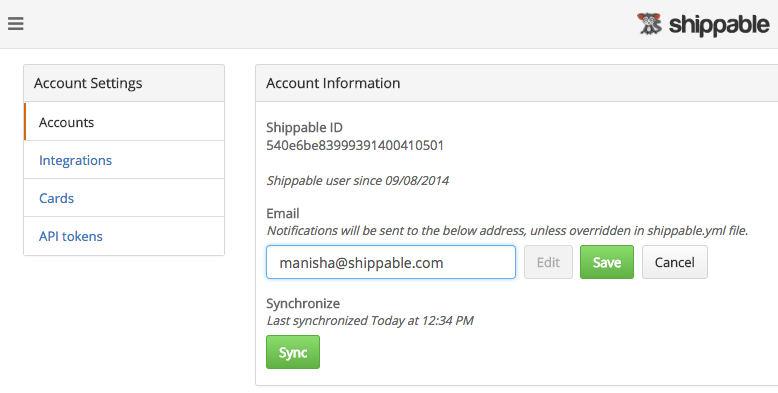 shippable
Account Settings
Accounts
Integrations
Cards
API tokens
Account Information
Shippable ID
540e6be83999391400410501
Shippable user since 09/08/2014
Email
Notifications will be sent to the below address, unless overridden in shippable.yml file.
manisha@shippable.com Edit Save Cancel
Synchronize
Last synchronized Today at 12:34 PM
Sync